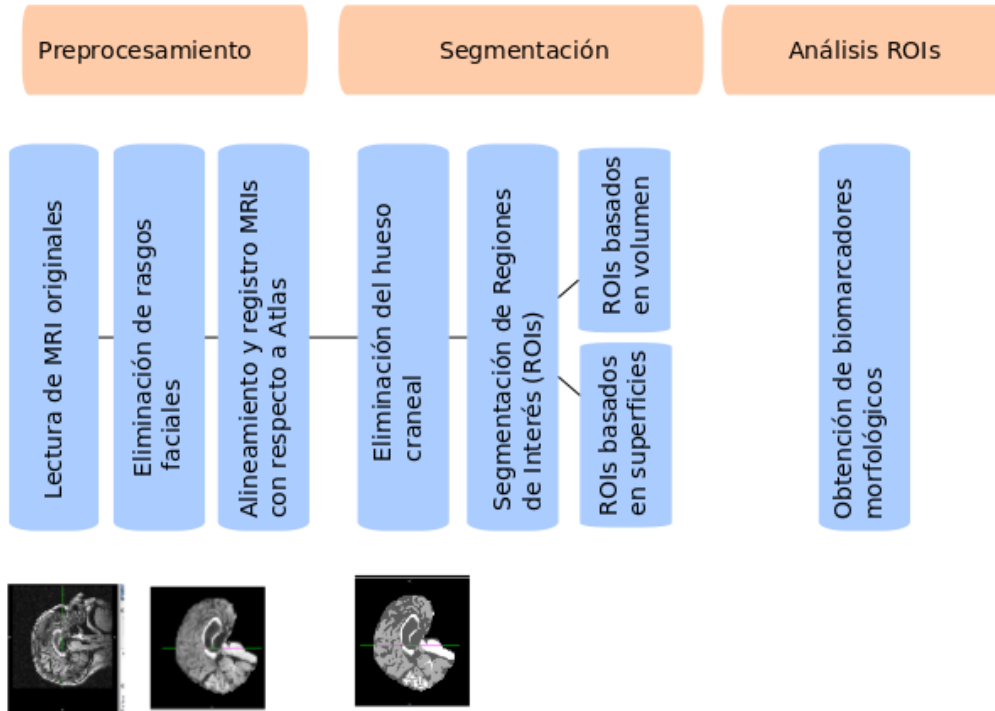 Preprocesamiento
Segmentación
Análisis ROIs
Lectura de MRI originales
Eliminación de rasgos
faciales
Alineamiento y registro MRIs
con respecto a Atlas
Eliminación del hueso
craneal
Segmentación de Regiones
de Interés (ROIs)
ROIs basados
en volumen
ROIs basados
en superficies
Obtención de biomarcadores
morfológicos